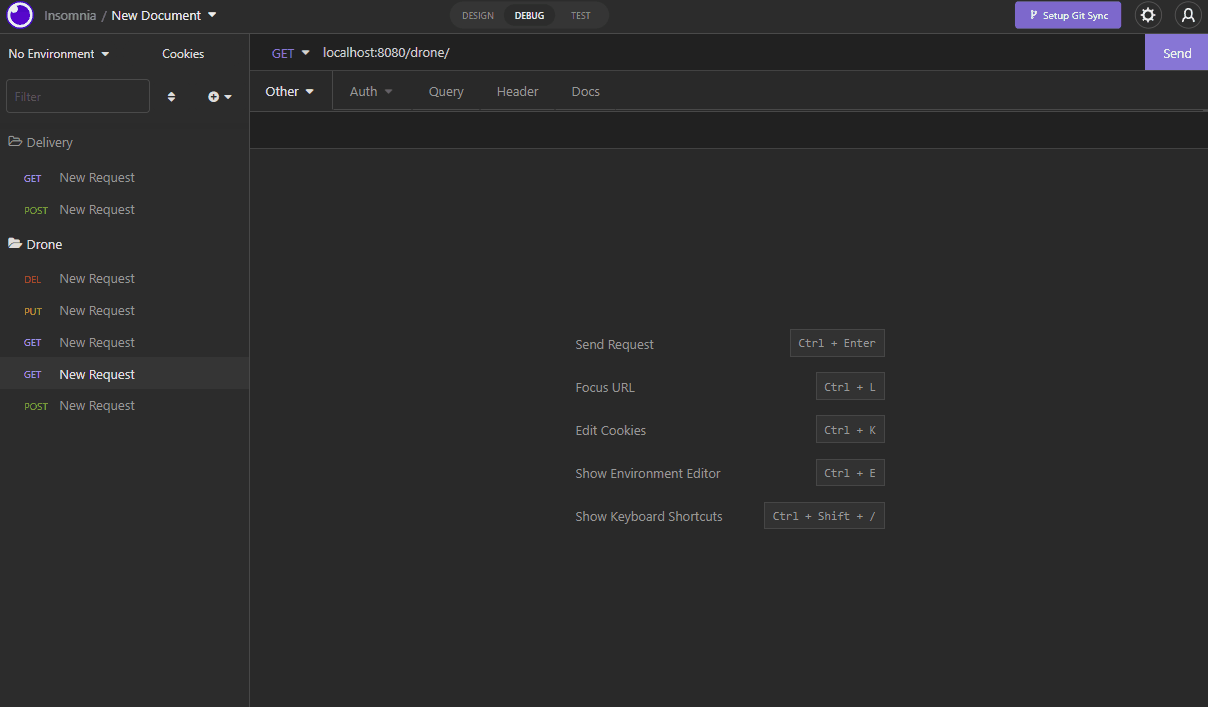 Insomnia / New Document
DESIGN DEBUG TEST
Setup Git Sync
No Environment Cookies
GET localhost:8080/drone/ Send
Filter
Other Auth Query Header Docs
Delivery
GET New Request
POST New Request
Drone
DEL New Request
PUT New Request
GET New Request
GET New Request
POST New Request
Send Request Ctrl + Enter
Focus URL Ctrl + L
Edit Cookies Ctrl + K
Show Environment Editor Ctrl + E
Show Keyboard Shortcuts Ctrl + Shift + /